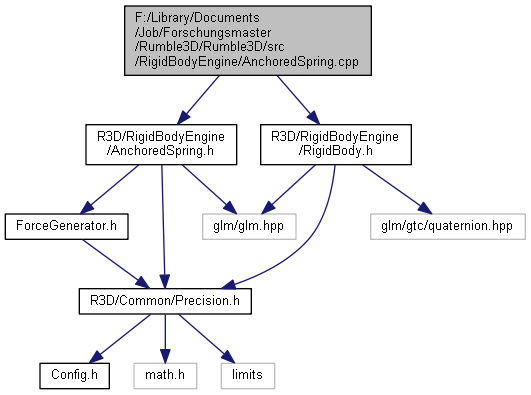 F:/Library/Documents
/Job/Forschungsmaster
/Rumble3D/Rumble3D/src
/RigidBodyEngine/AnchoredSpring.cpp
R3D/RigidBodyEngine
/AnchoredSpring.h
R3D/RigidBodyEngine
/RigidBody.h
ForceGenerator.h
glm/glm.hpp
glm/gtc/quaternion.hpp
R3D/Common/Precision.h
Config.h
math.h
limits